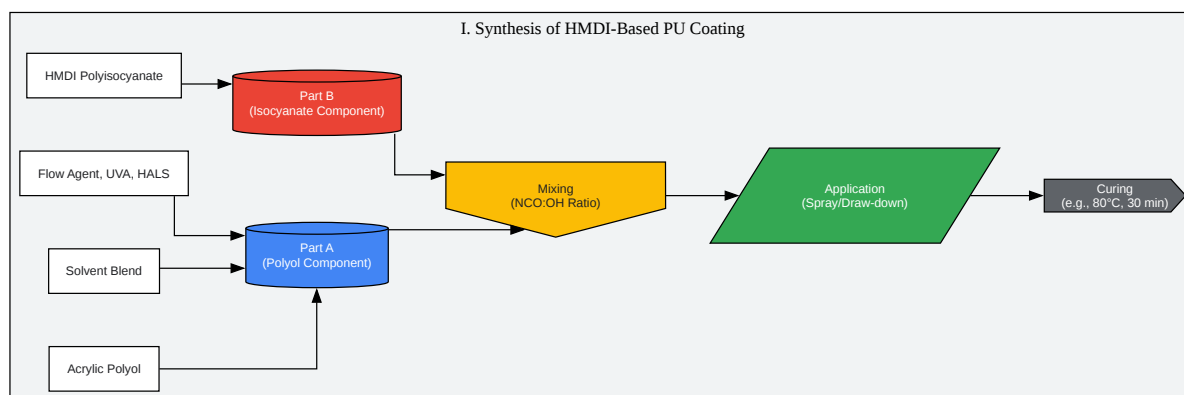 I. Synthesis of HMDI-Based PU Coating
HMDI Polyisocyanate
Part B
(Isocyanate Component)
Flow Agent, UVA, HALS
Mixing
(NCO:OH Ratio)
Application
(Spray/Draw-down)
Curing
(e.g., 80°C, 30 min)
Part A
(Polyol Component)
Solvent Blend
Acrylic Polyol